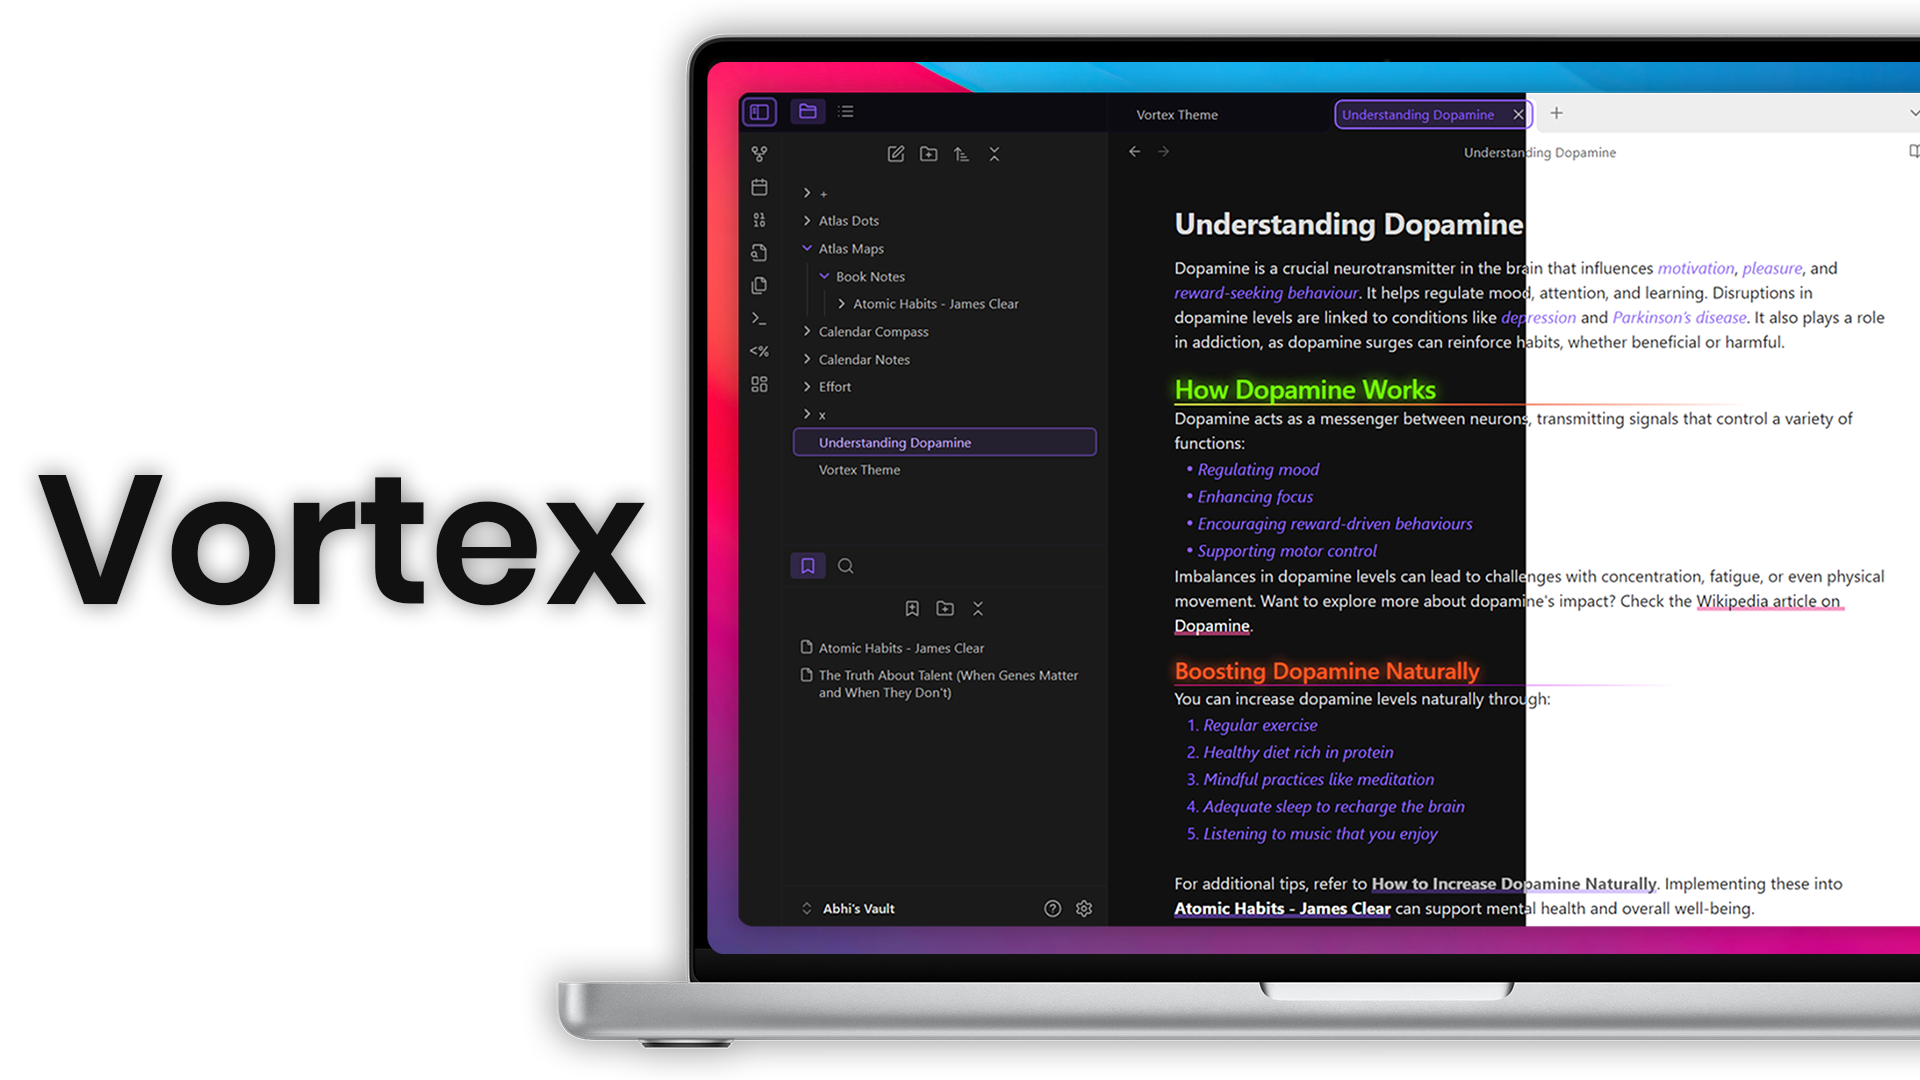 Vortex
Vortex Theme
Understanding Dopamine
Understanding Dopamine
+
Atlas Dots
Atlas Maps
Book Notes
Atomic Habits - James Clear
Calendar Compass
Calendar Notes
Effort
x
Understanding Dopamine
Vortex Theme
Atomic Habits - James Clear
The Truth About Talent (When Genes Matter
and When They Don't)
Abhi's Vault
Understanding Dopamine
Dopamine is a crucial neurotransmitter in the brain that influences motivation, pleasure, and
reward-seeking behaviour. It helps regulate mood, attention, and learning. Disruptions in
dopamine levels are linked to conditions like depression and Parkinson's disease. It also plays a role
in addiction, as dopamine surges can reinforce habits, whether beneficial or harmful.
How Dopamine Works
Dopamine acts as a messenger between neurons, transmitting signals that control a variety of
functions:
• Regulating mood
• Enhancing focus
• Encouraging reward-driven behaviours
• Supporting motor control
Imbalances in dopamine levels can lead to challenges with concentration, fatigue, or even physical
movement. Want to explore more about dopamine's impact? Check the Wikipedia article on
Dopamine.
Boosting Dopamine Naturally
You can increase dopamine levels naturally through:
1. Regular exercise
2. Healthy diet rich in protein
3. Mindful practices like meditation
4. Adequate sleep to recharge the brain
5. Listening to music that you enjoy
For additional tips, refer to How to Increase Dopamine Naturally. Implementing these into
Atomic Habits - James Clear can support mental health and overall well-being.